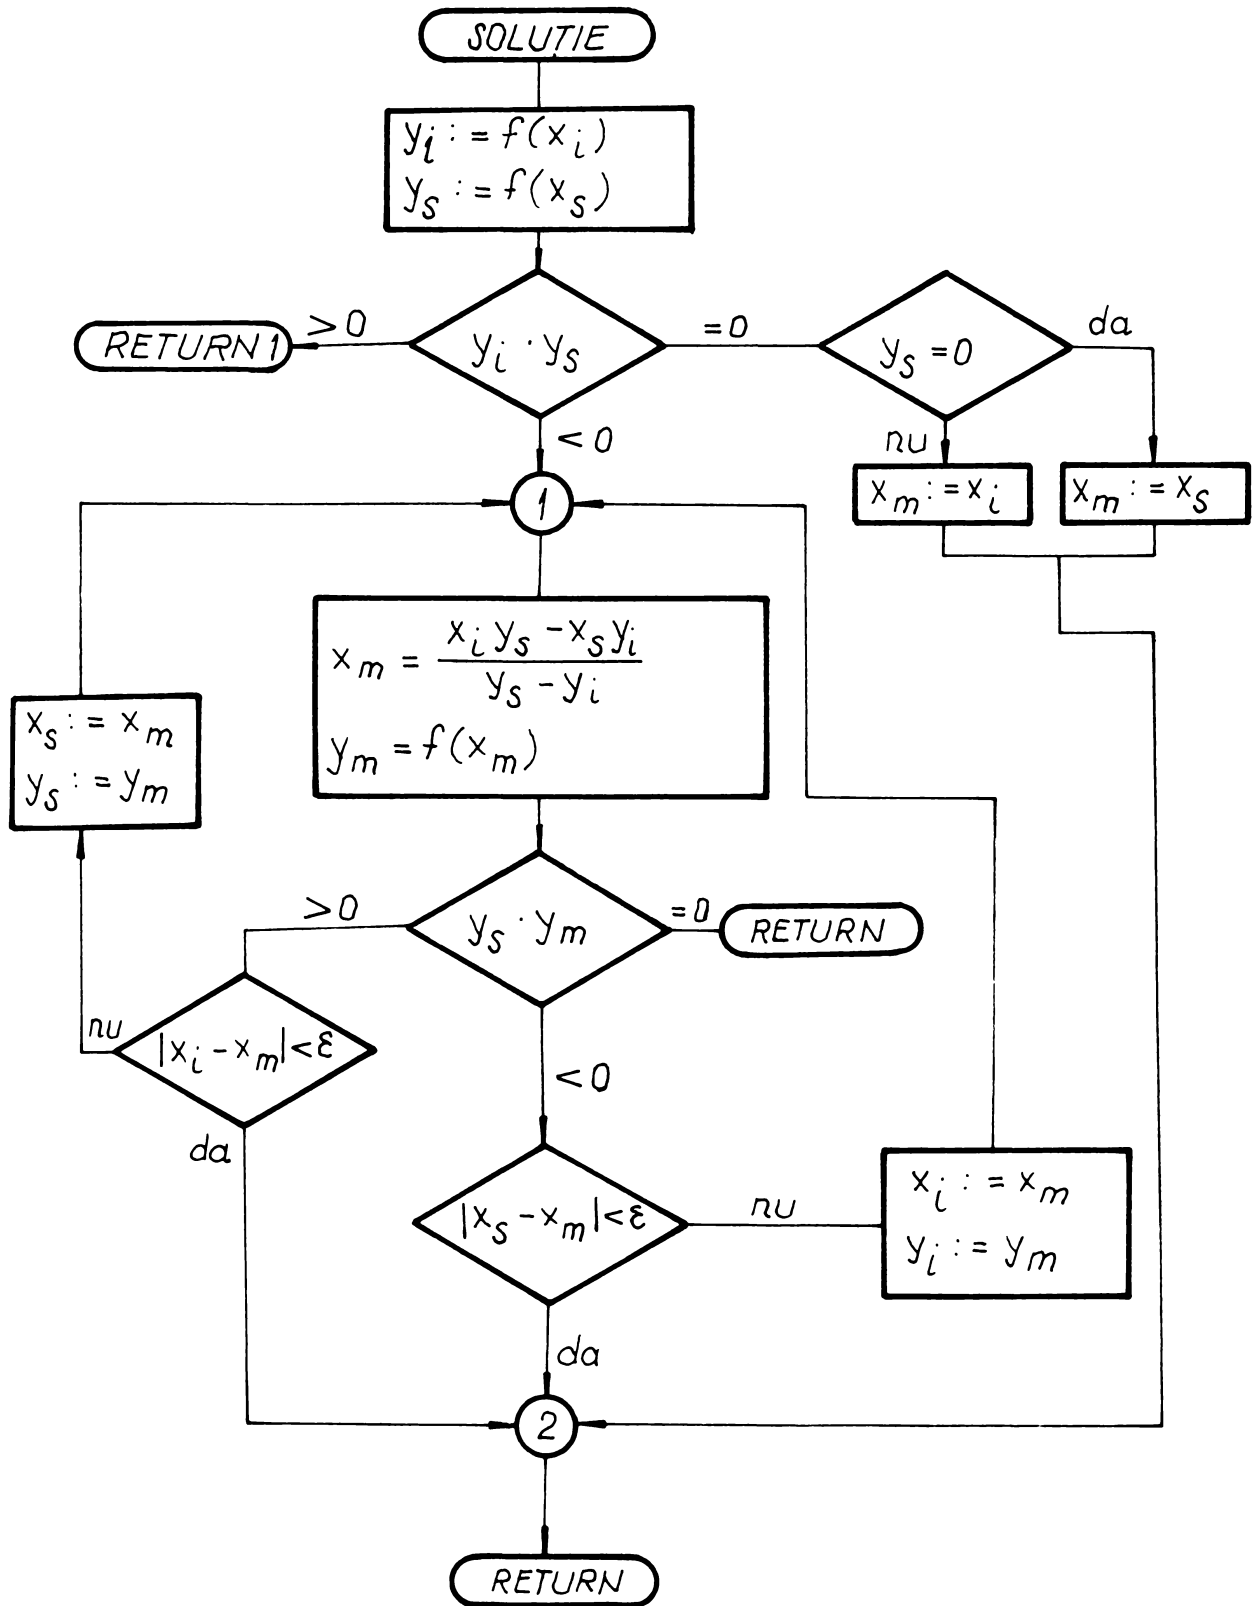 SOLUTIE
y_i := f(x_i)
y_s := f(x_s)
> 0
RETURN 1
y_i · y_s
= 0
y_s = 0
da
nu
< 0
x_m := x_i
x_m := x_s
1
x_m = (x_i y_s - x_s y_i) / (y_s - y_i)
y_m = f(x_m)
x_s := x_m
y_s := y_m
> 0
y_s · y_m
= 0
RETURN
nu
|x_i - x_m| < ε
< 0
da
|x_s - x_m| < ε
nu
x_i := x_m
y_i := y_m
da
2
RETURN